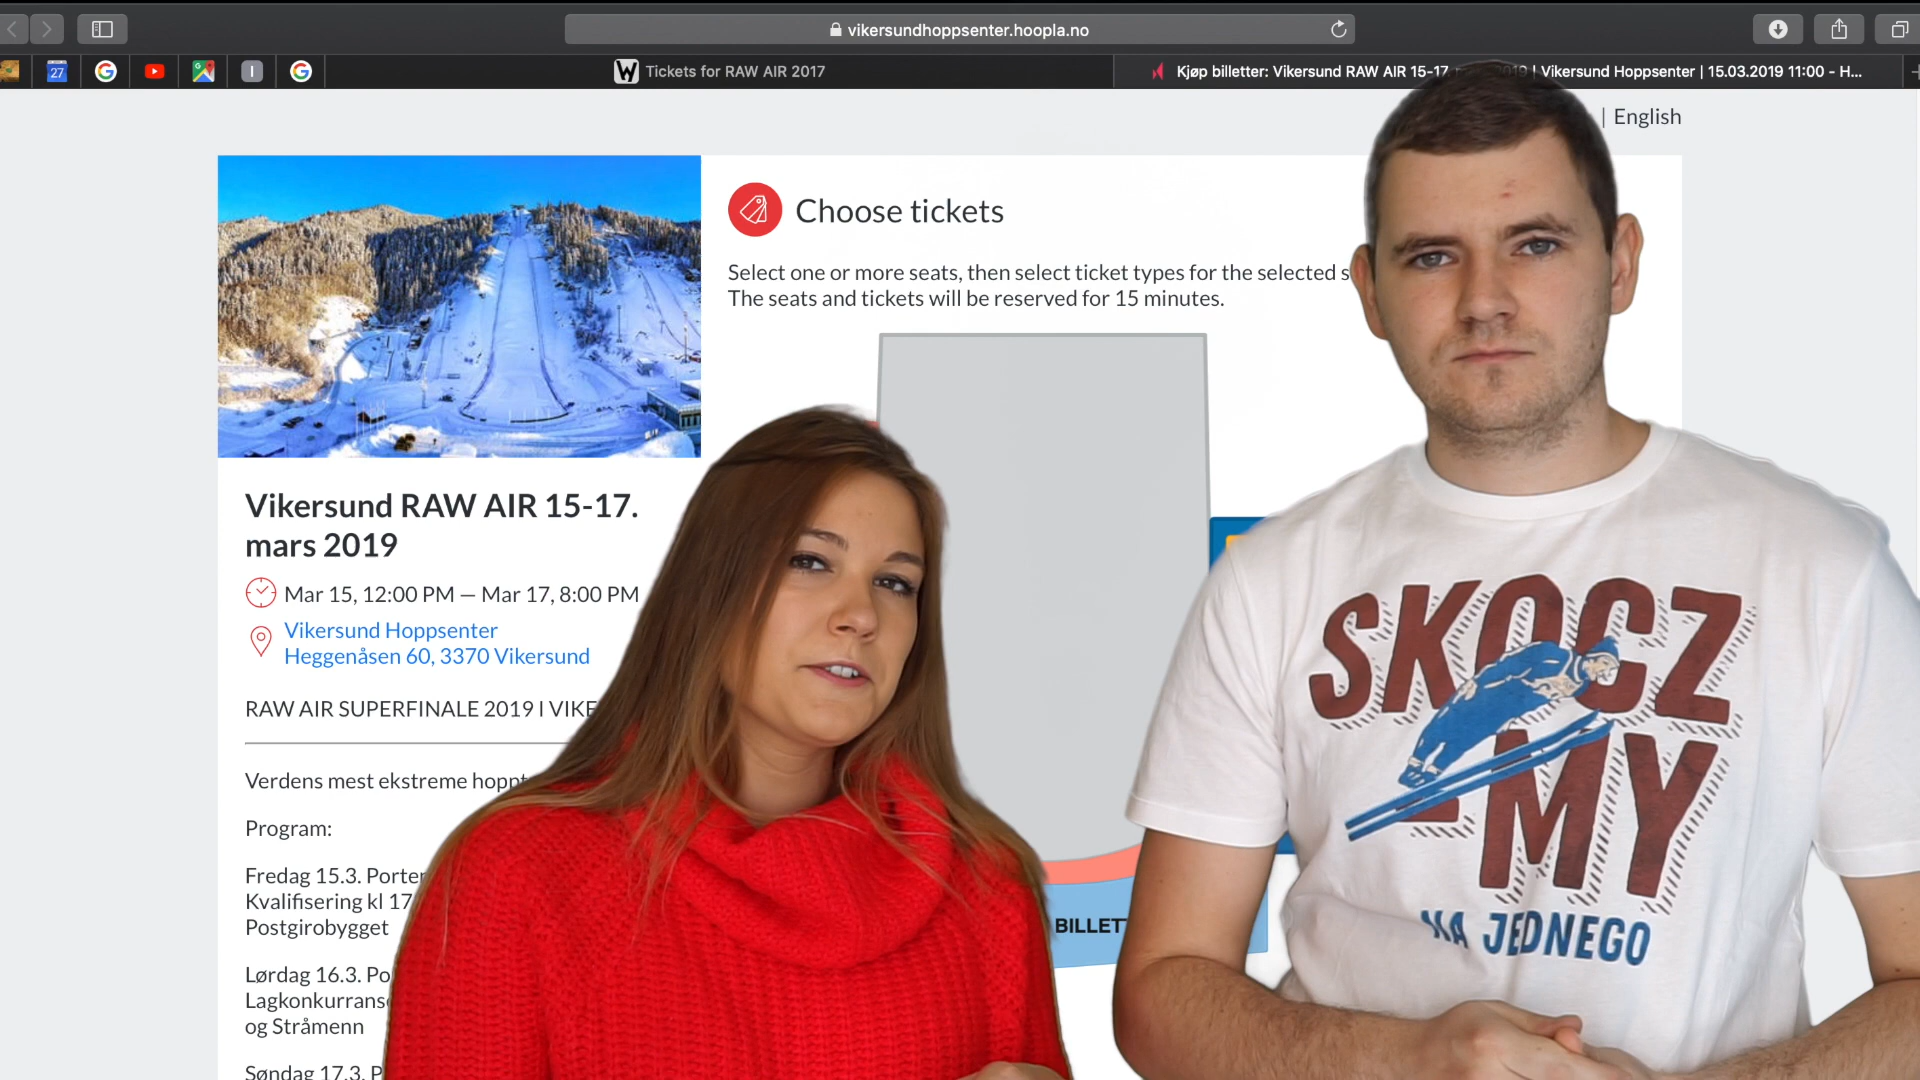 vikersundhoppsenter.hoopla.no
27
Tickets for RAW AIR 2017
Kjøp billetter: Vikersund RAW AIR 15-17. mars 2019 | Vikersund Hoppsenter | 15.03.2019 11:00 - H...
| English
Choose tickets
Select one or more seats, then select ticket types for the selected s
The seats and tickets will be reserved for 15 minutes.
Vikersund RAW AIR 15-17.
mars 2019
Mar 15, 12:00 PM — Mar 17, 8:00 PM
Vikersund Hoppsenter
Heggenåsen 60, 3370 Vikersund
RAW AIR SUPERFINALE 2019 I VIKE
Verdens mest ekstreme
Program:
Fredag 15.3. Porter
Kvalifisering kl 17
Postgirobygget
Lørdag 16.3. Po
Lagkonkurranse
og Stråmenn
Søndag 17.3. P
BILLET
SKOCZ
MY
NA JEDNEGO